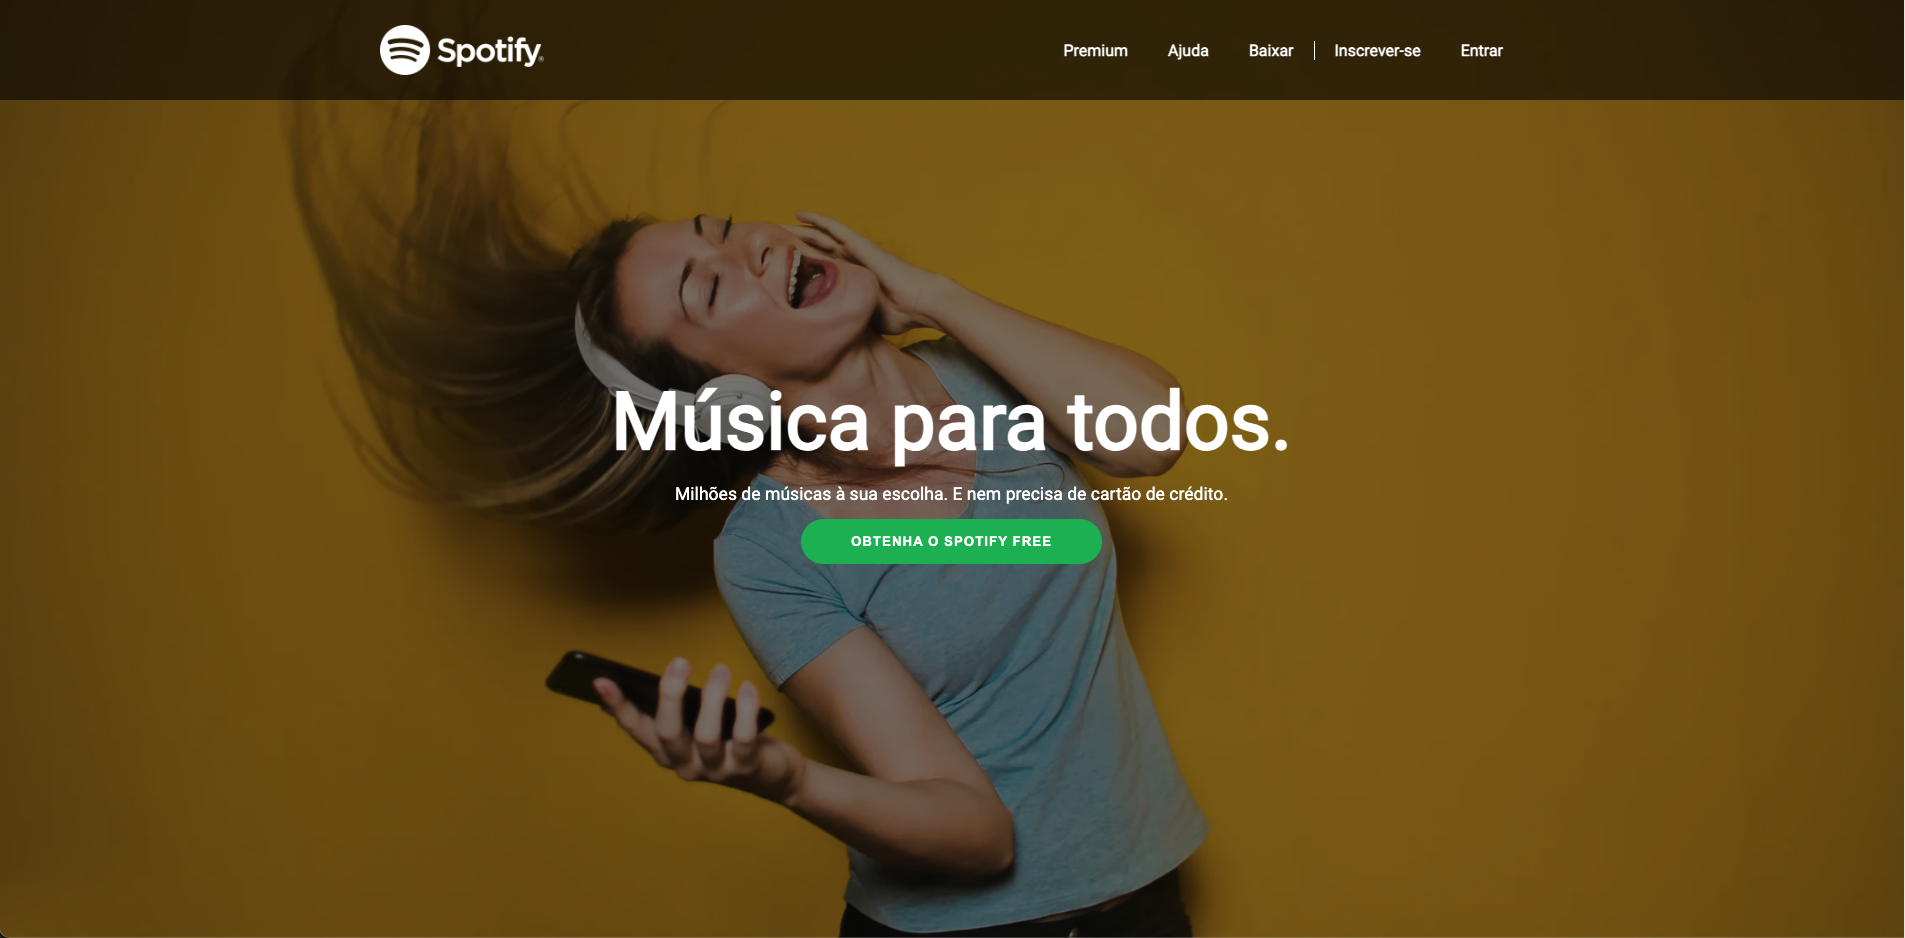 Spotify®
Premium Ajuda Baixar Inscrever-se Entrar
Música para todos.
Milhões de músicas à sua escolha. E nem precisa de cartão de crédito.
OBTENHA O SPOTIFY FREE